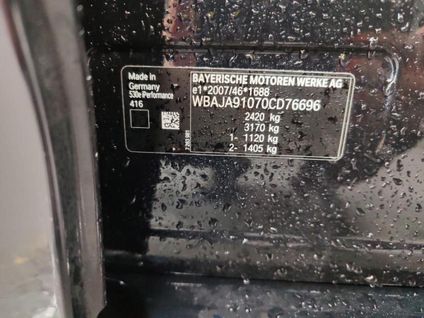 Made in
Germany
530e Performance
416
BAYERISCHE MOTOREN WERKE AG
e1*2007/46*1688
WBAJA91070CD76696
2420 kg
3170 kg
1- 1120 kg
2- 1405 kg